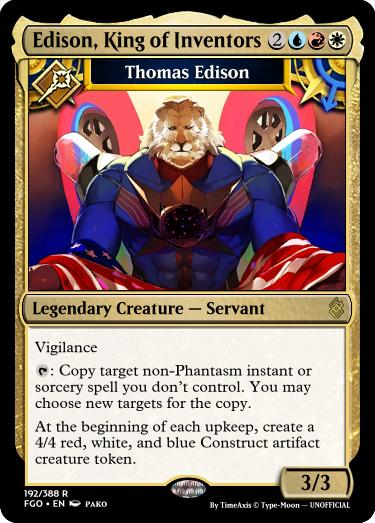 Edison, King of Inventors 2
Thomas Edison
Legendary Creature — Servant
Vigilance
: Copy target non-Phantasm instant or
sorcery spell you don't control. You may
choose new targets for the copy.
At the beginning of each upkeep, create a
4/4 red, white, and blue Construct artifact
creature token.
3/3
192/388 R
FGO • EN PAKO
By TimeAxis © Type-Moon — UNOFFICIAL